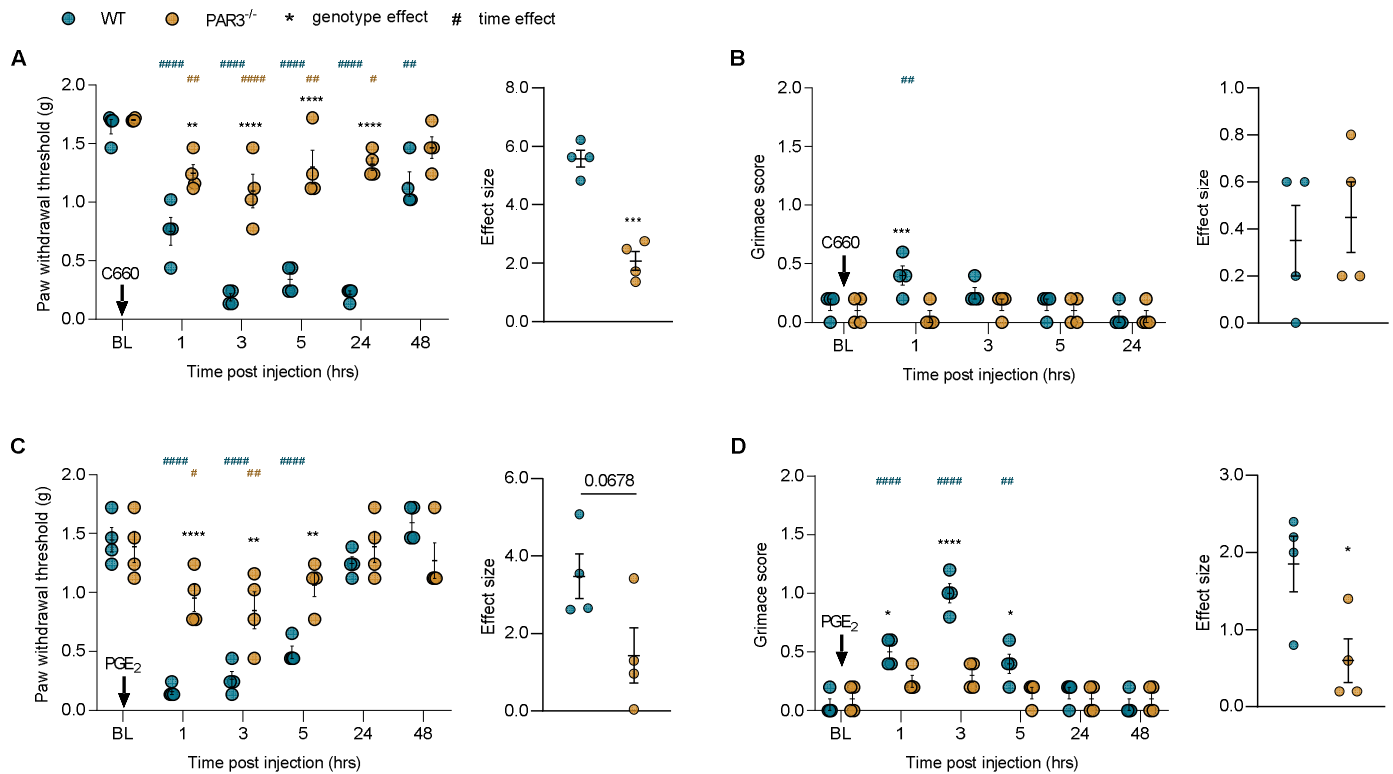 WT PAR3-/- * genotype effect # time effect
A
#### #### #### #### ##
## #### ## #
** **** **** ****
Paw withdrawal threshold (g)
2.0
1.5
1.0
0.5
0.0
C660
BL 1 3 5 24 48
Time post injection (hrs)
Effect size
8.0
6.0
4.0
2.0
0.0
***
B
##
***
Grimace score
2.0
1.5
1.0
0.5
0.0
C660
BL 1 3 5 24
Time post injection (hrs)
Effect size
1.0
0.8
0.6
0.4
0.2
0.0
C
#### #### ####
# ##
**** ** **
Paw withdrawal threshold (g)
2.0
1.5
1.0
0.5
0.0
PGE2
BL 1 3 5 24 48
Time post injection (hrs)
Effect size
6.0
4.0
2.0
0.0
0.0678
D
#### #### ##
* **** *
Grimace score
2.0
1.5
1.0
0.5
0.0
PGE2
BL 1 3 5 24 48
Time post injection (hrs)
Effect size
3.0
2.0
1.0
0.0
*